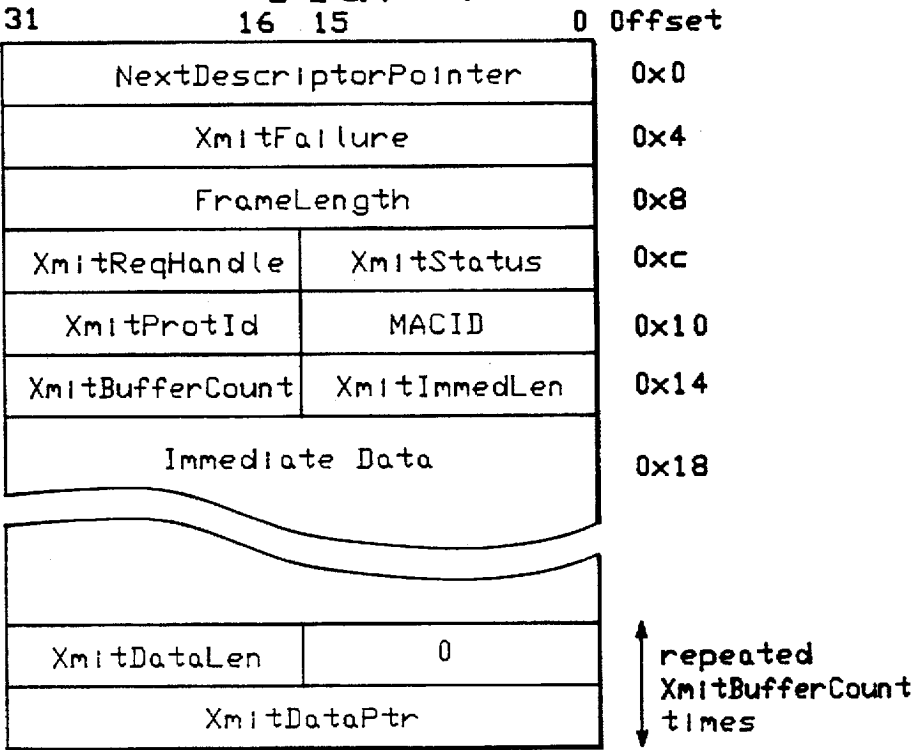 31 16 15 0 Offset
NextDescriptorPointer 0x0
XmitFailure 0x4
FrameLength 0x8
XmitReqHandle XmitStatus 0xc
XmitProtId MACID 0x10
XmitBufferCount XmitImmedLen 0x14
Immediate Data 0x18
XmitDataLen 0
XmitDataPtr
repeated
XmitBufferCount
times